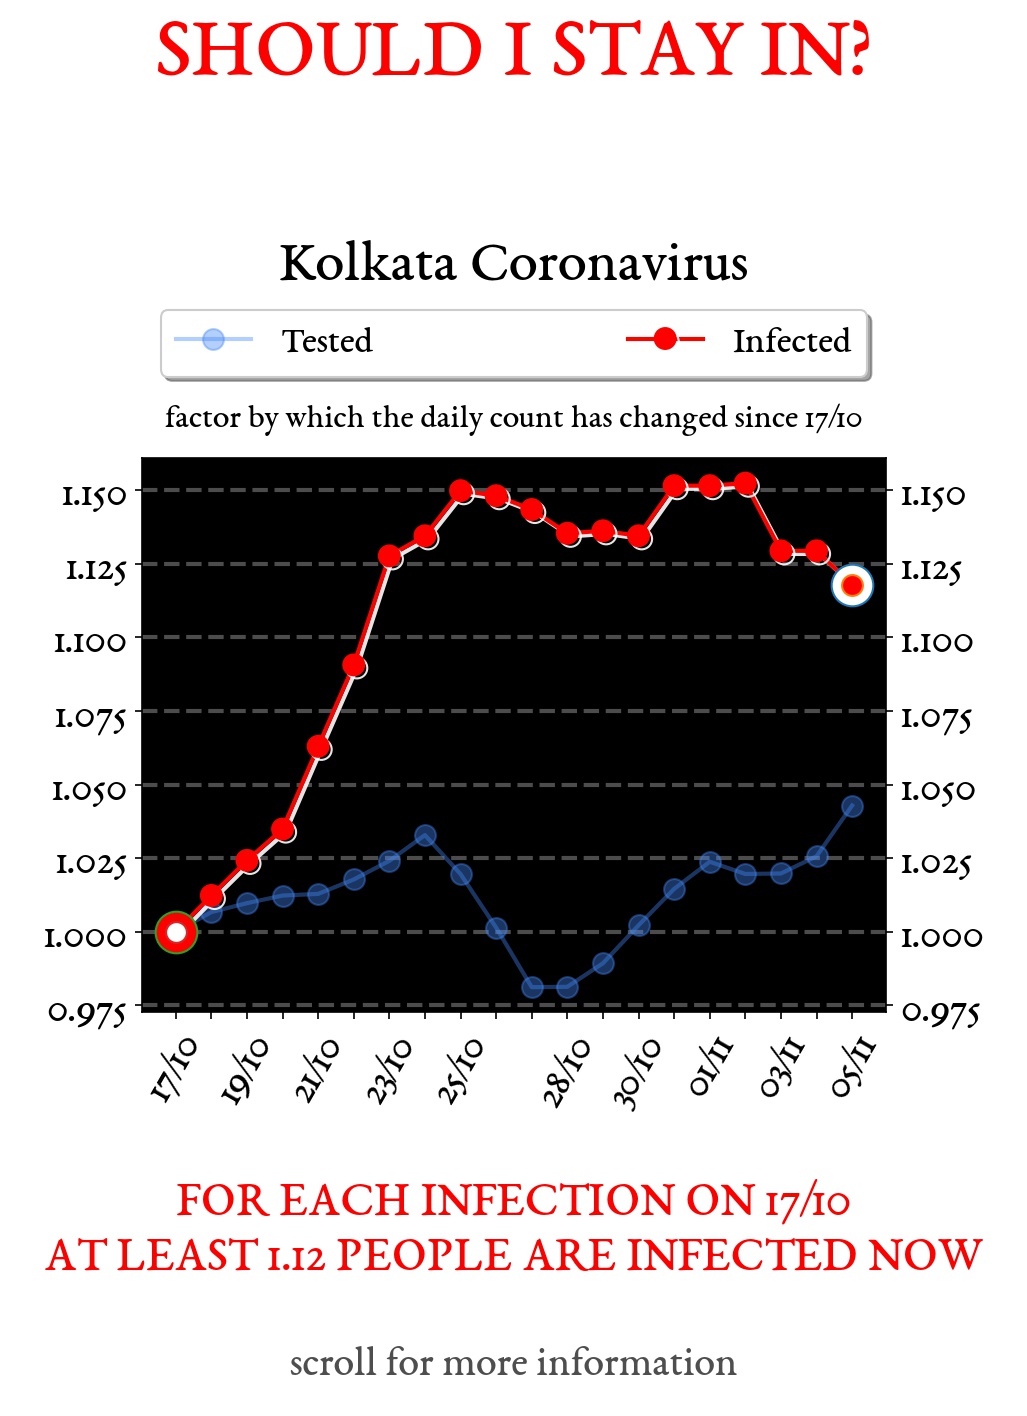 SHOULD I STAY IN?
Kolkata Coronavirus
Tested Infected
factor by which the daily count has changed since 17/10
1.150 1.150
1.125 1.125
1.100 1.100
1.075 1.075
1.050 1.050
1.025 1.025
1.000 1.000
0.975 0.975
17/10 19/10 21/10 23/10 25/10 28/10 30/10 01/11 03/11 05/11
FOR EACH INFECTION ON 17/10
AT LEAST 1.12 PEOPLE ARE INFECTED NOW
scroll for more information